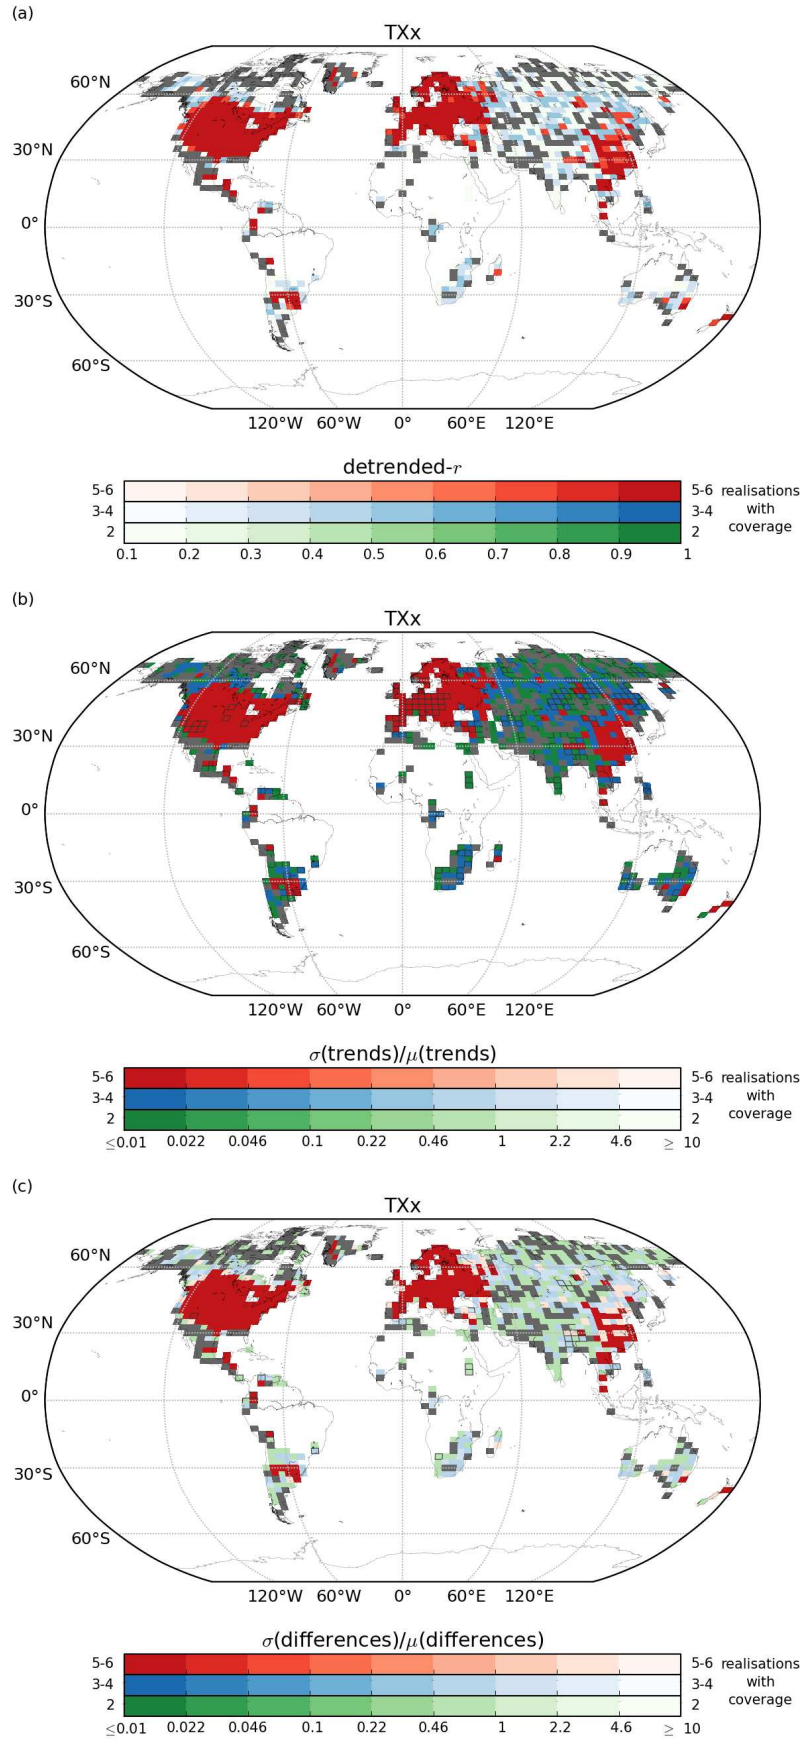 (a)
TXx
60°N
30°N
0°
30°S
60°S
120°W 60°W 0° 60°E 120°E
detrended-r
5-6 5-6 realisations
3-4 3-4 with
2 2 coverage
0.1 0.2 0.3 0.4 0.5 0.6 0.7 0.8 0.9 1
(b)
TXx
60°N
30°N
0°
30°S
60°S
120°W 60°W 0° 60°E 120°E
σ(trends)/μ(trends)
5-6 5-6 realisations
3-4 3-4 with
2 2 coverage
≤0.01 0.022 0.046 0.1 0.22 0.46 1 2.2 4.6 ≥ 10
(c)
TXx
60°N
30°N
0°
30°S
60°S
120°W 60°W 0° 60°E 120°E
σ(differences)/μ(differences)
5-6 5-6 realisations
3-4 3-4 with
2 2 coverage
≤0.01 0.022 0.046 0.1 0.22 0.46 1 2.2 4.6 ≥ 10